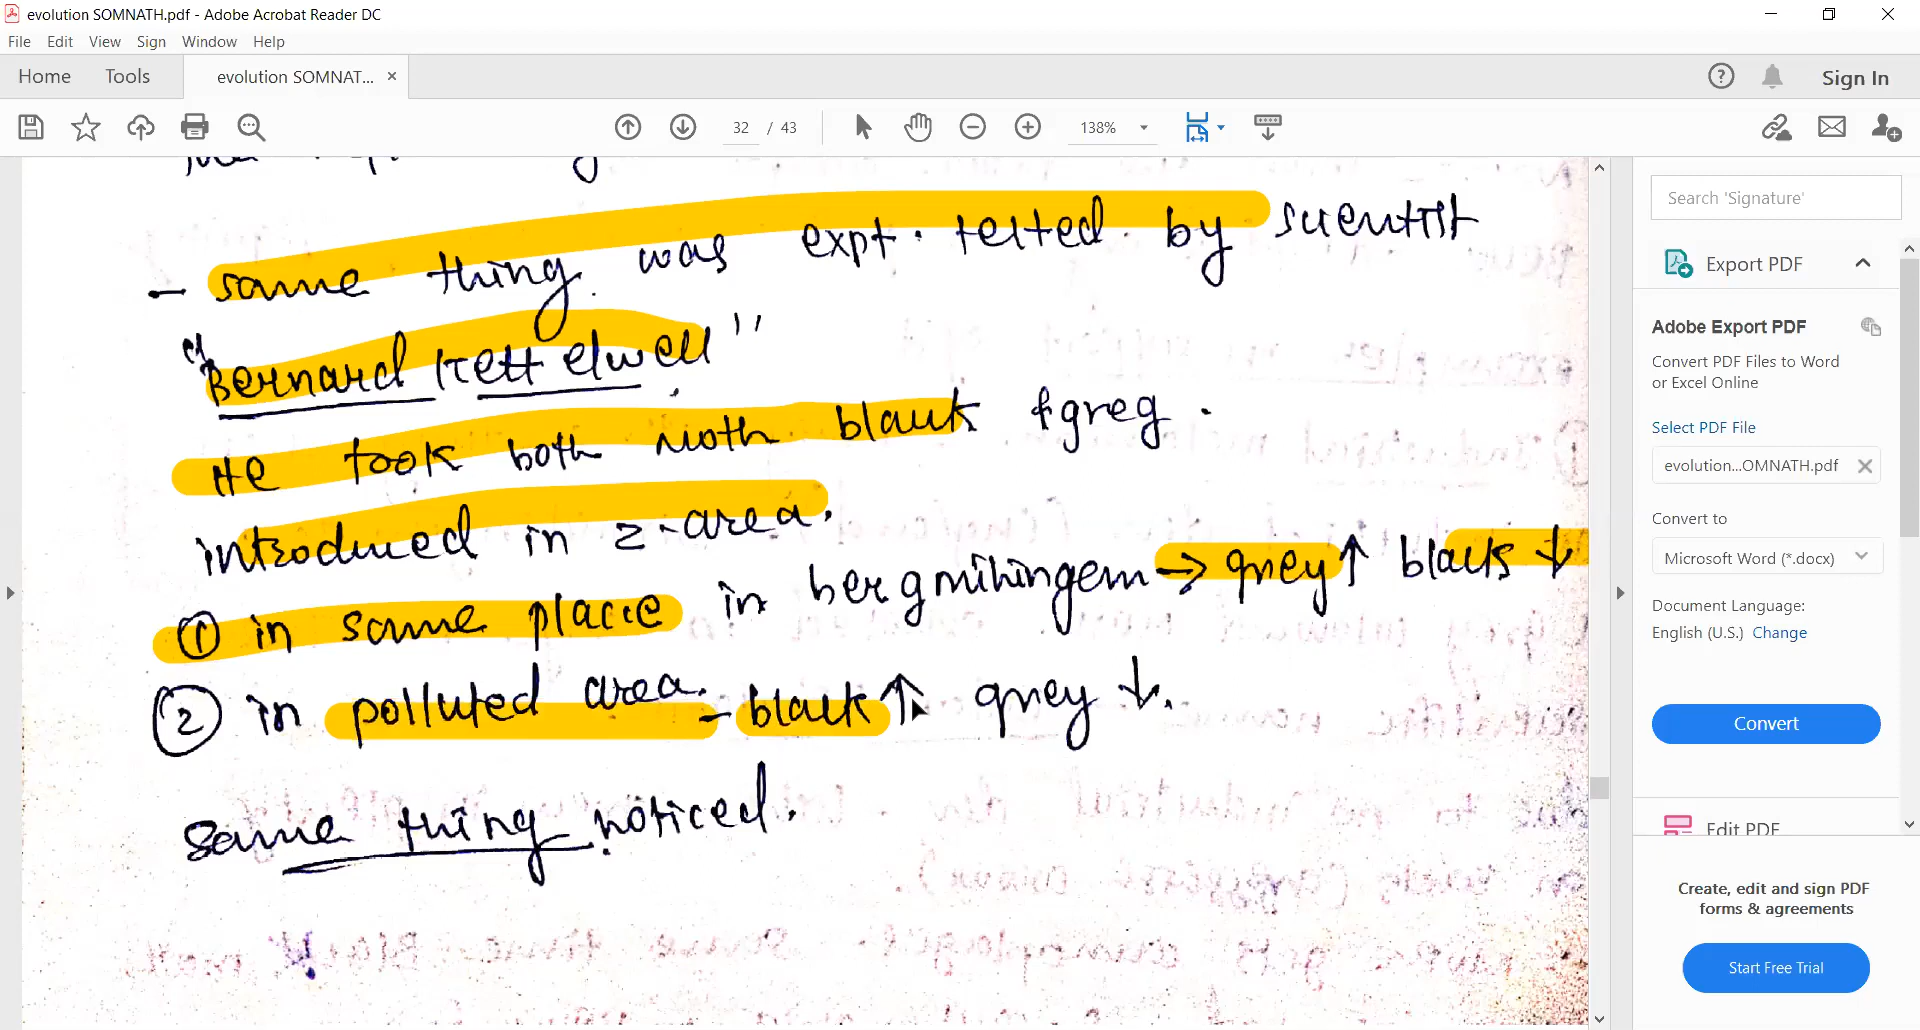 evolution SOMNATH.pdf - Adobe Acrobat Reader DC
File Edit View Sign Window Help
Home Tools evolution SOMNAT... × Sign In
32 / 43 138%
- same thing was expt. tested by scientist
"Bernard Kettelwell"
He took both moth black & grey.
introduced in 2-area.
① in same place in bergmihingem → grey ↑ black ↓
② in polluted area. - black ↑ grey ↓.
same thing noticed.
Search 'Signature'
Export PDF
Adobe Export PDF
Convert PDF Files to Word
or Excel Online
Select PDF File
evolution...OMNATH.pdf
Convert to
Microsoft Word (*.docx)
Document Language:
English (U.S.) Change
Convert
Edit PDF
Create, edit and sign PDF
forms & agreements
Start Free Trial